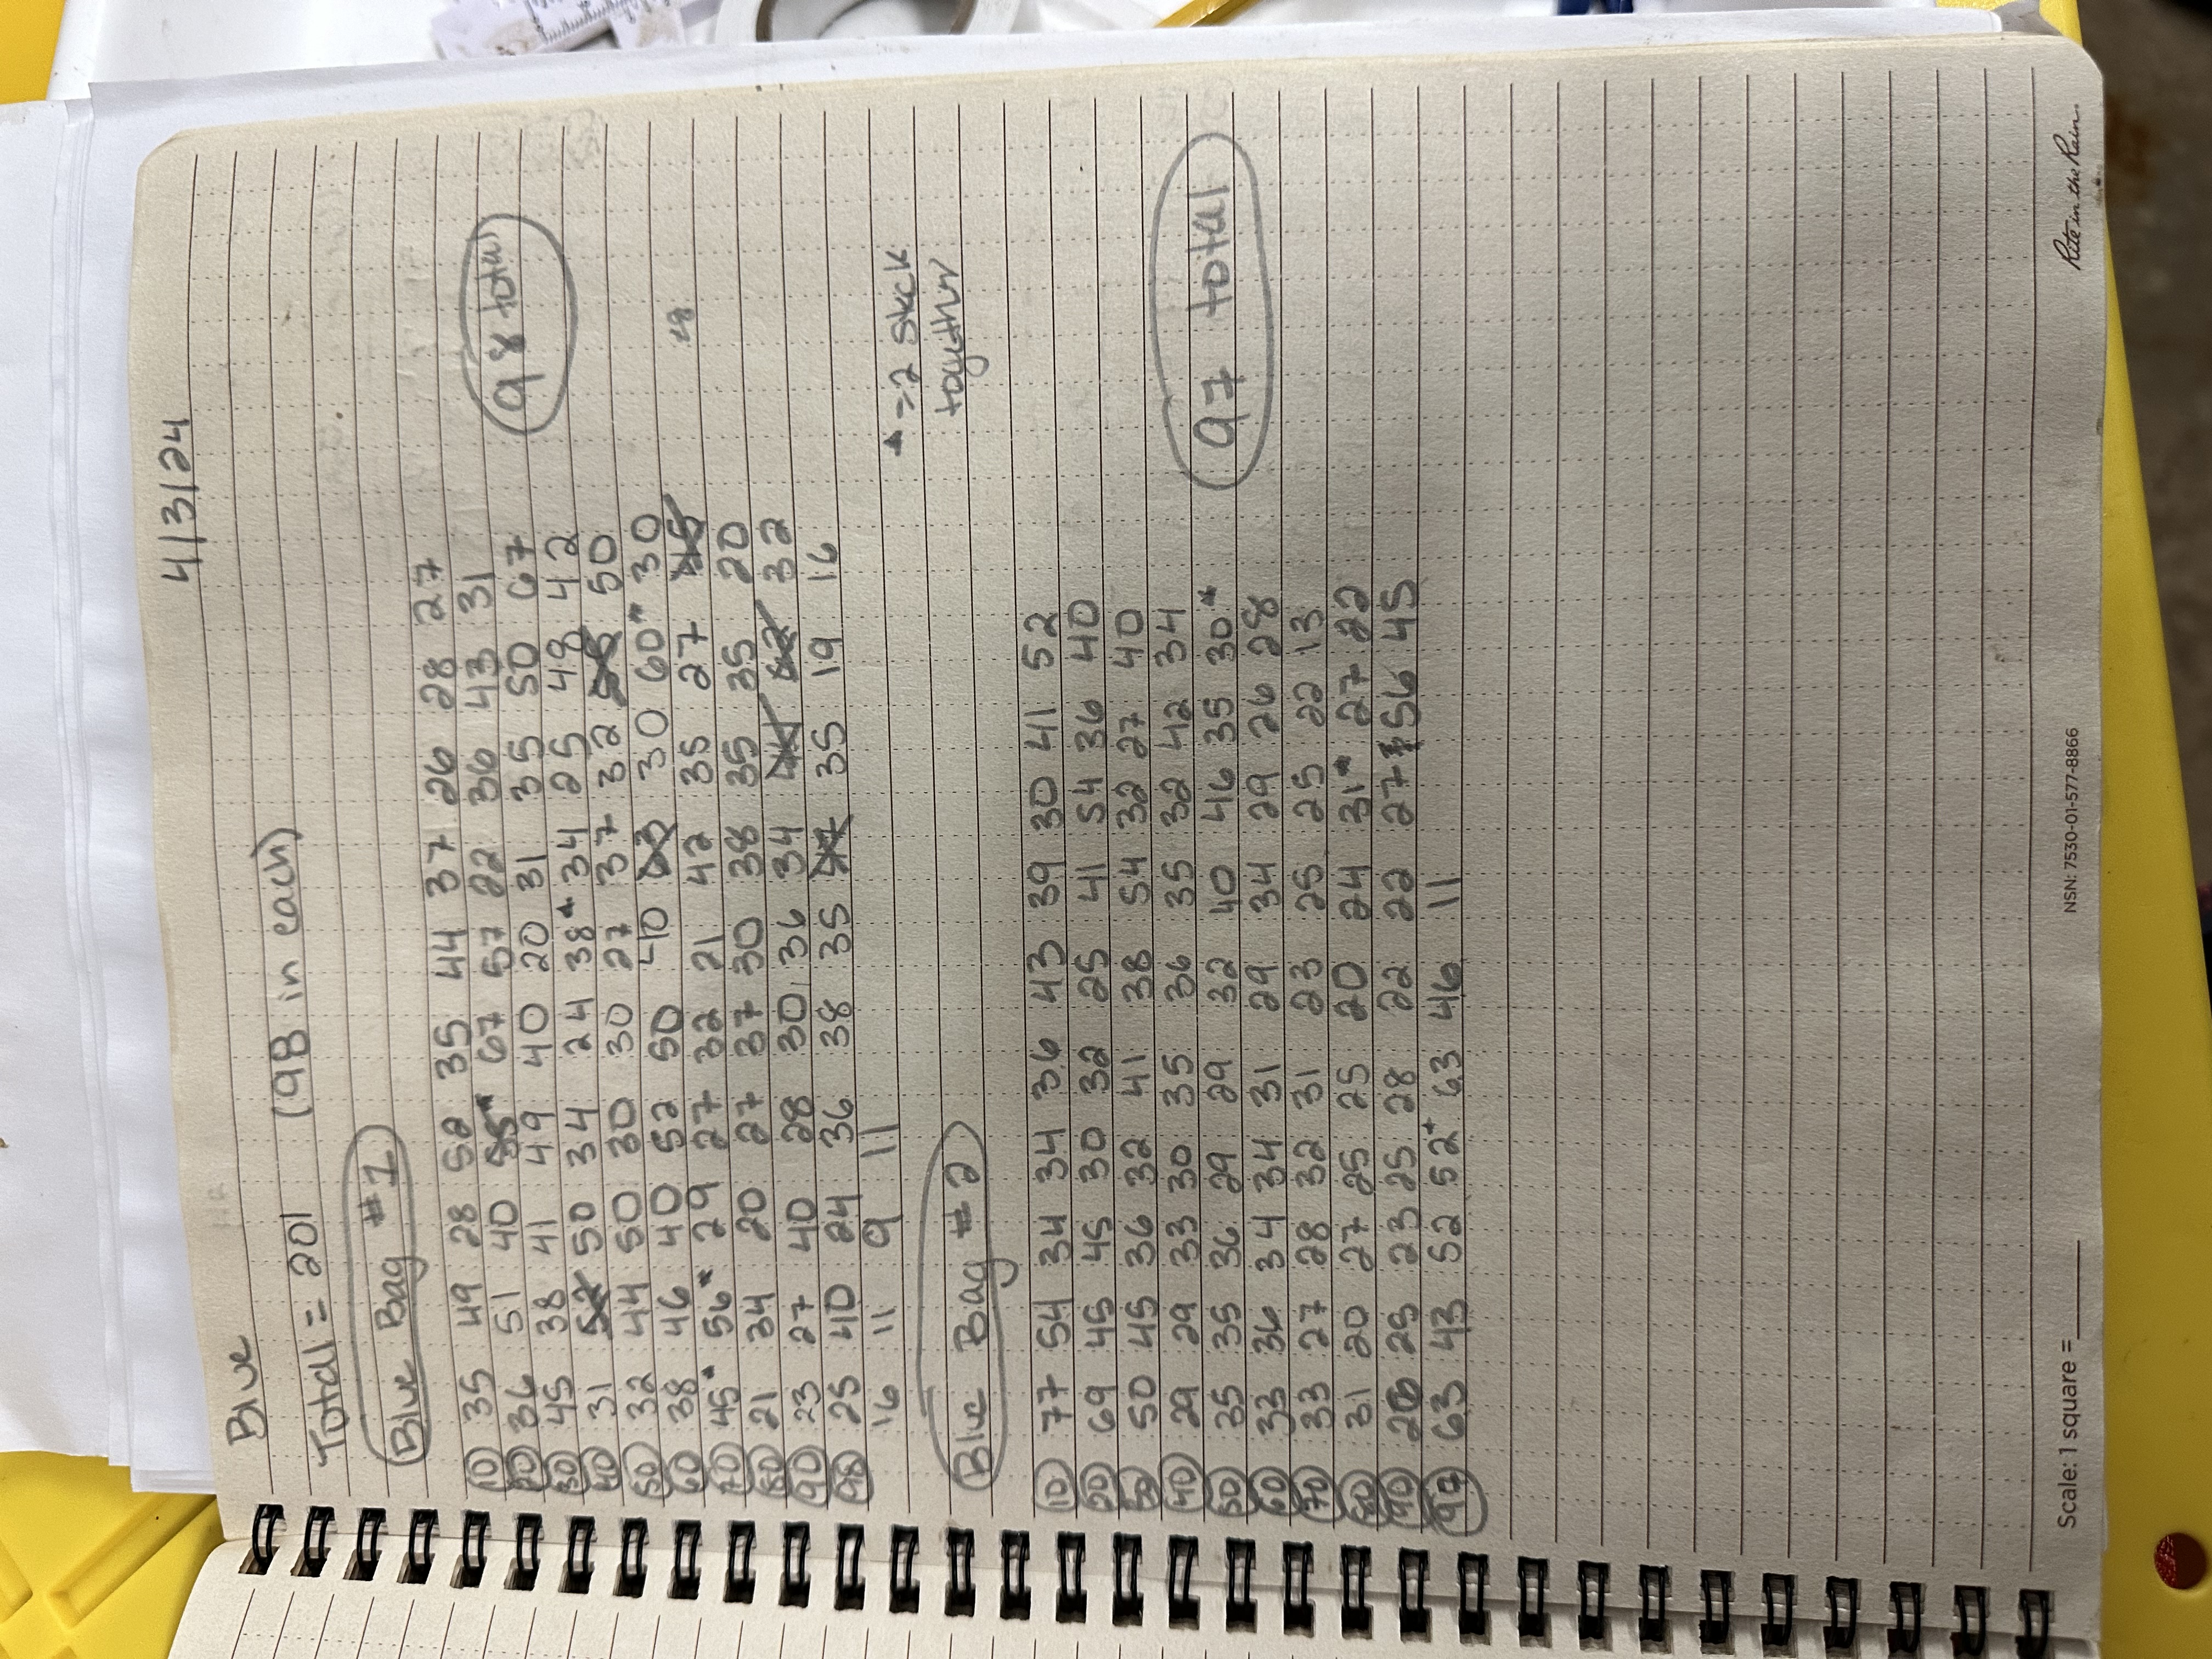 4/3/24
Blue
Total = 201 (98 in each)
Blue Bag #1
10 35 49 28 52 35 44 37 26 28 27
20 36 51 40 55* 67 57 22 36 43 31
98 total
30 45 38 41 49 40 20 31 35 50 67
40 31 52 50 34 24 38* 34 25 48 42
50 32 44 50 30 30 27 37 32 50
60 38 46 40 52 50 40 63 30 60* 30
70 45* 56* 29 27 32 21 42 35 27 45
80 21 34 20 27 37 30 38 35 35 20
90 23 27 40 28 30 36 34 44 62 32
98 25 40 24 36 38 35 35 19 16
16 11 9 11
* = 2 stuck
together
Blue Bag #2
10 77 54 34 34 36 43 39 30 41 52
20 69 45 45 30 32 25 41 54 36 40
30 50 45 36 32 41 38 54 32 27 40
40 29 29 33 30 35 36 35 32 42 34
97 total
50 35 35 36 29 29 32 40 46 35 30*
60 33 36 34 34 31 29 34 29 26 28
70 33 27 28 32 31 23 25 25 22 13
80 31 20 27 25 25 20 24 31* 27 22
90 26 25 23 25 28 22 22 27 56 45
97 63 43 52 52* 63 46 11
Scale: 1 square =______
NSN: 7530-01-577-8866
Rite in the Rain